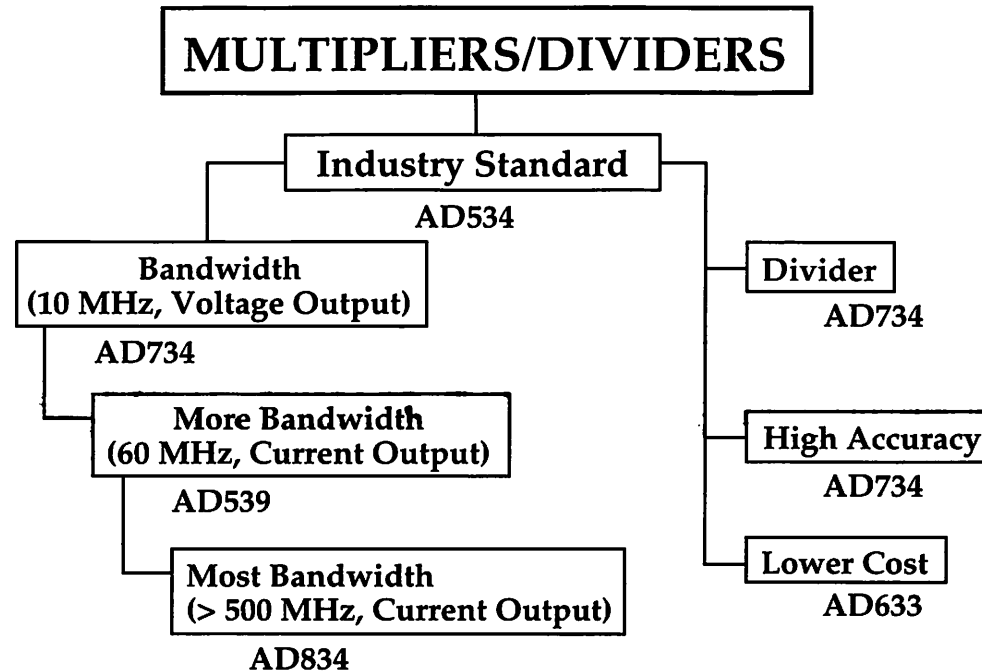 MULTIPLIERS/DIVIDERS
Industry Standard
AD534
Bandwidth
(10 MHz, Voltage Output)
AD734
More Bandwidth
(60 MHz, Current Output)
AD539
Most Bandwidth
(> 500 MHz, Current Output)
AD834
Divider
AD734
High Accuracy
AD734
Lower Cost
AD633